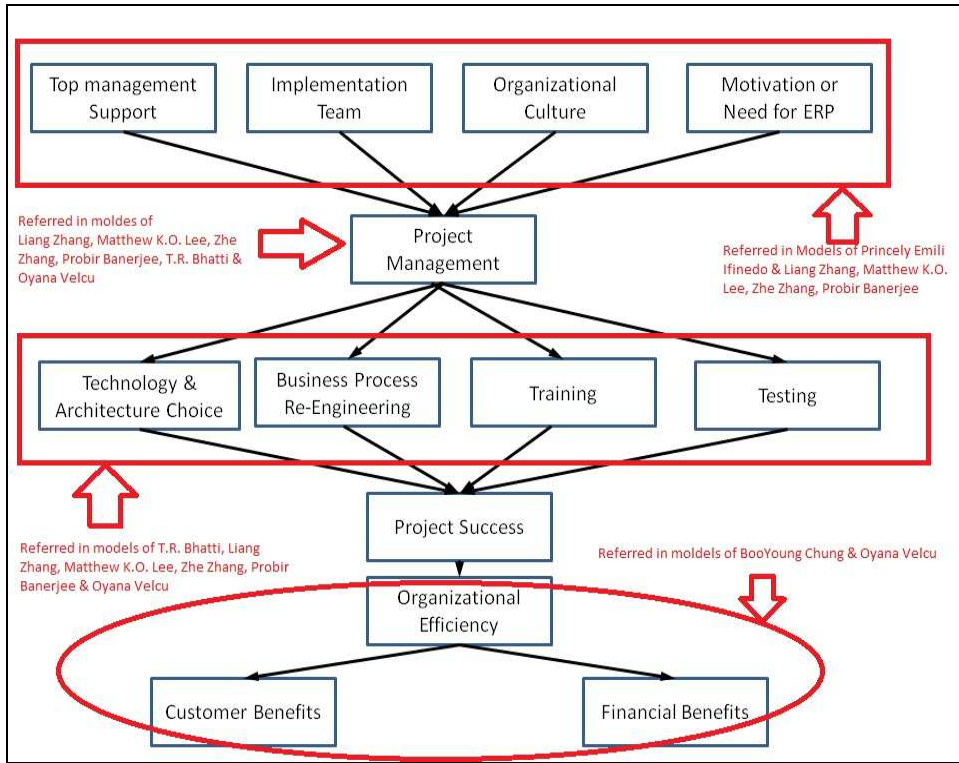 Top management
Support
Implementation
Team
Organizational
Culture
Motivation or
Need for ERP
Referred in moldes of
Liang Zhang, Matthew K.O. Lee, Zhe
Zhang, Probir Banerjee, T.R. Bhatti &
Oyana Velcu
Project
Management
Referred in Models of Princely Emili
Ifinedo & Liang Zhang, Matthew K.O.
Lee, Zhe Zhang, Probir Banerjee
Technology &
Architecture Choice
Business Process
Re-Engineering
Training
Testing
Project Success
Referred in models of T.R. Bhatti, Liang
Zhang, Matthew K.O. Lee, Zhe Zhang, Probir
Banerjee & Oyana Velcu
Referred in moldels of BooYoung Chung & Oyana Velcu
Organizational
Efficiency
Customer Benefits
Financial Benefits